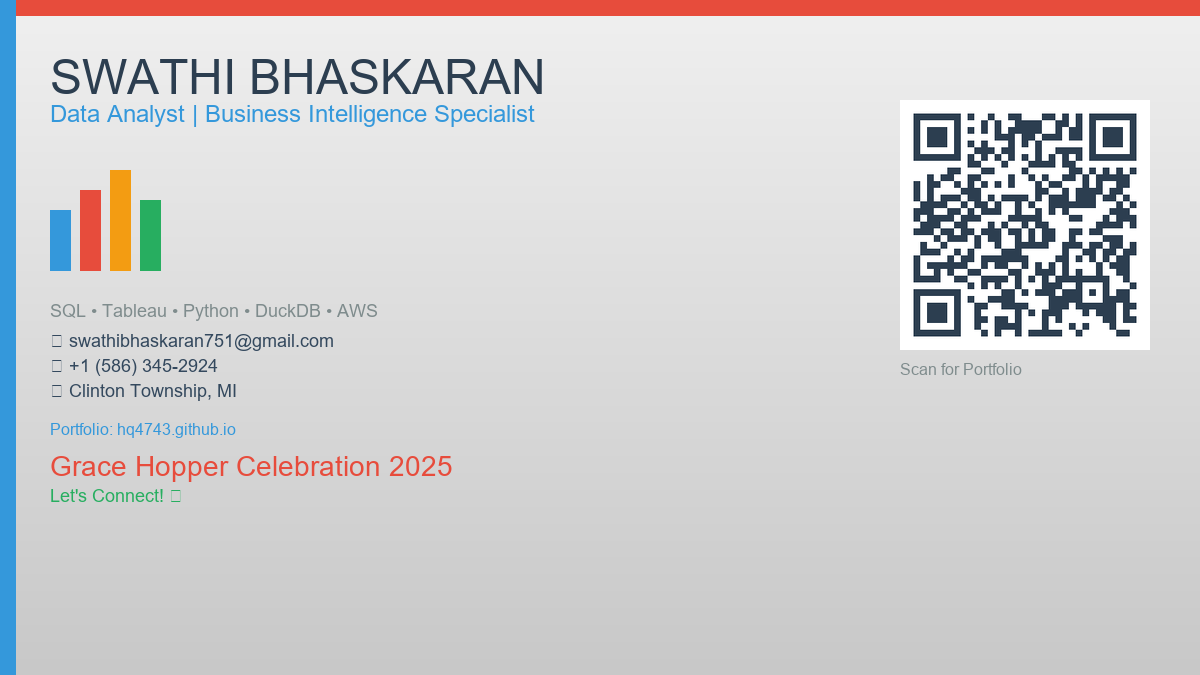 SWATHI BHASKARAN
Data Analyst | Business Intelligence Specialist
SQL • Tableau • Python • DuckDB • AWS
swathibhaskaran751@gmail.com
+1 (586) 345-2924
Clinton Township, MI
Portfolio: hq4743.github.io
Grace Hopper Celebration 2025
Let's Connect!
Scan for Portfolio